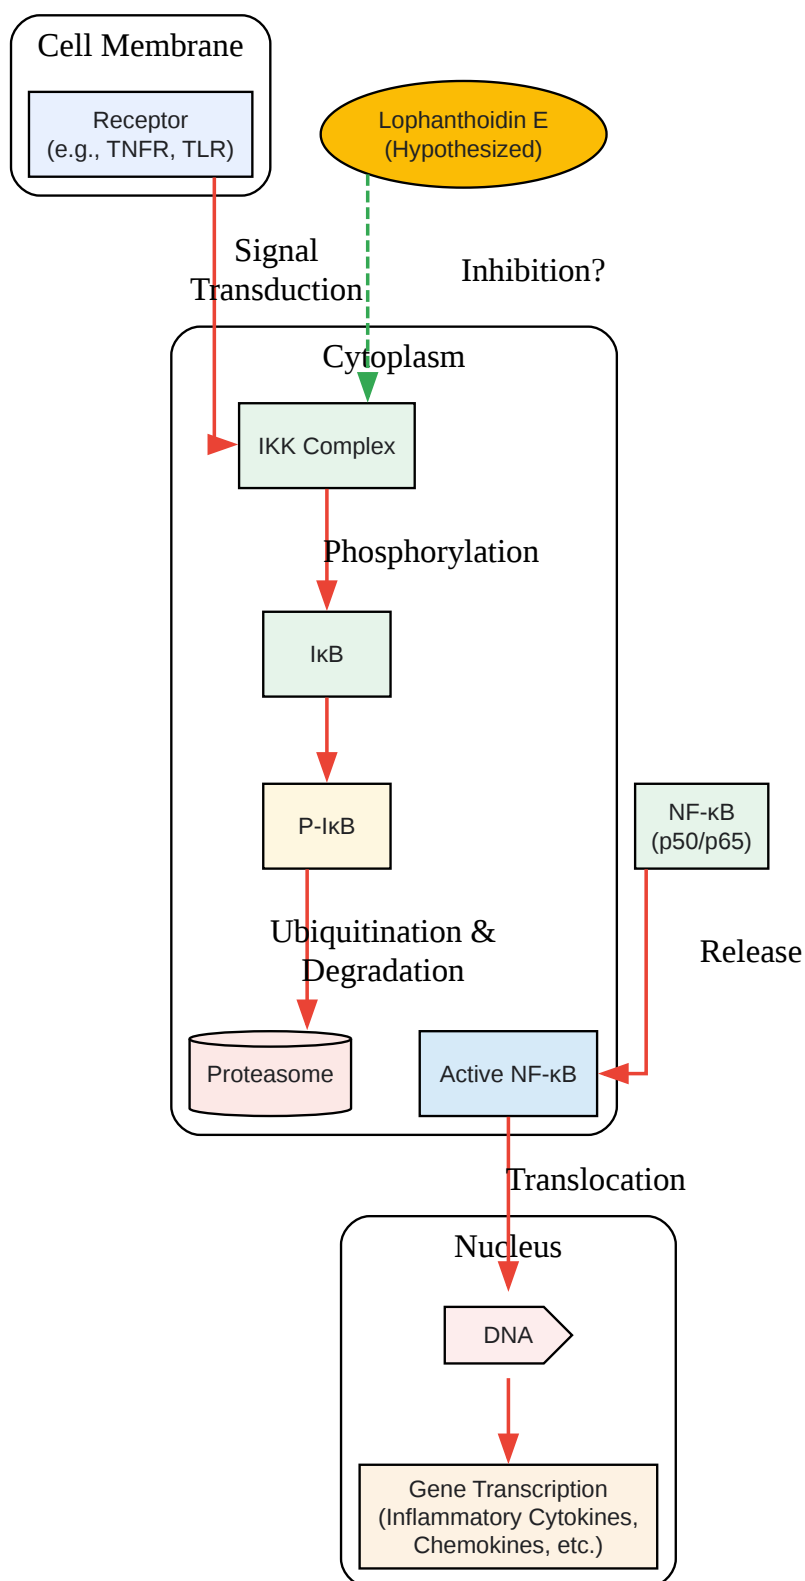 Cell Membrane
Receptor
(e.g., TNFR, TLR)
Lophanthoidin E
(Hypothesized)
Signal
Transduction
Inhibition?
Cytoplasm
IKK Complex
Phosphorylation
IκB
P-IκB
NF-κB
(p50/p65)
Ubiquitination &
Degradation
Release
Proteasome
Active NF-κB
Translocation
Nucleus
DNA
Gene Transcription
(Inflammatory Cytokines,
Chemokines, etc.)